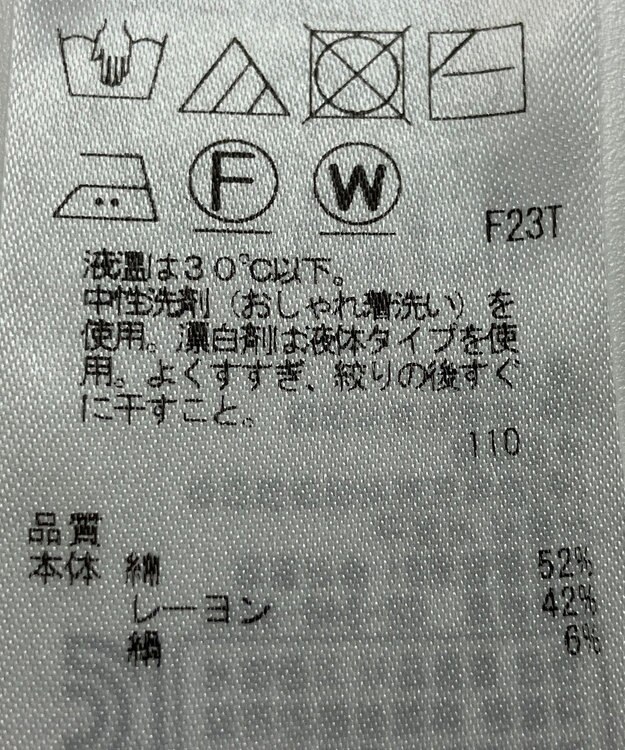 F W
F23T
液温は30℃以下。
中性洗剤（おしゃれ着洗い）を
使用。漂白剤は液体タイプを使
用。よくすすぎ、絞りの後すぐ
に干すこと。
110
品質
本体 綿 52%
レーヨン 42%
絹 6%